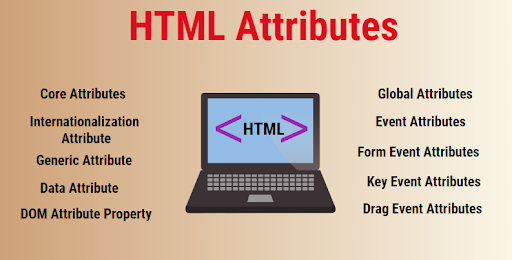 HTML Attributes
Core Attributes
Internationalization
Attribute
Generic Attribute
Data Attribute
DOM Attribute Property
< HTML >
Global Attributes
Event Attributes
Form Event Attributes
Key Event Attributes
Drag Event Attributes